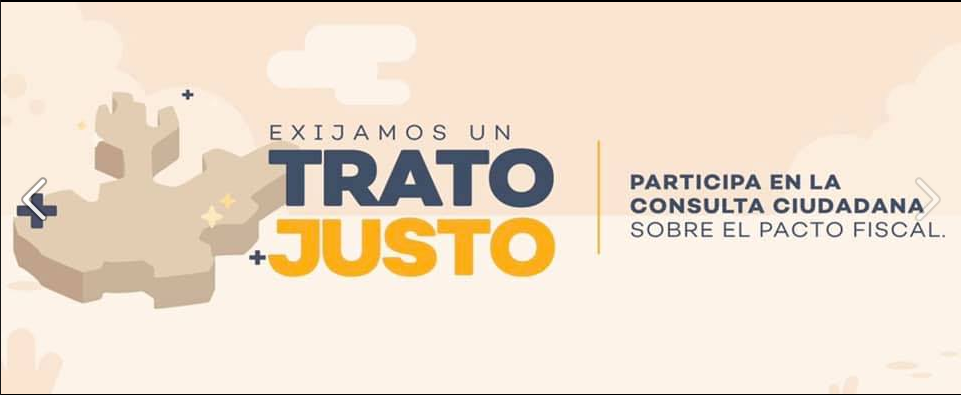 EXIJAMOS UN
TRATO
JUSTO
PARTICIPA EN LA
CONSULTA CIUDADANA
SOBRE EL PACTO FISCAL.